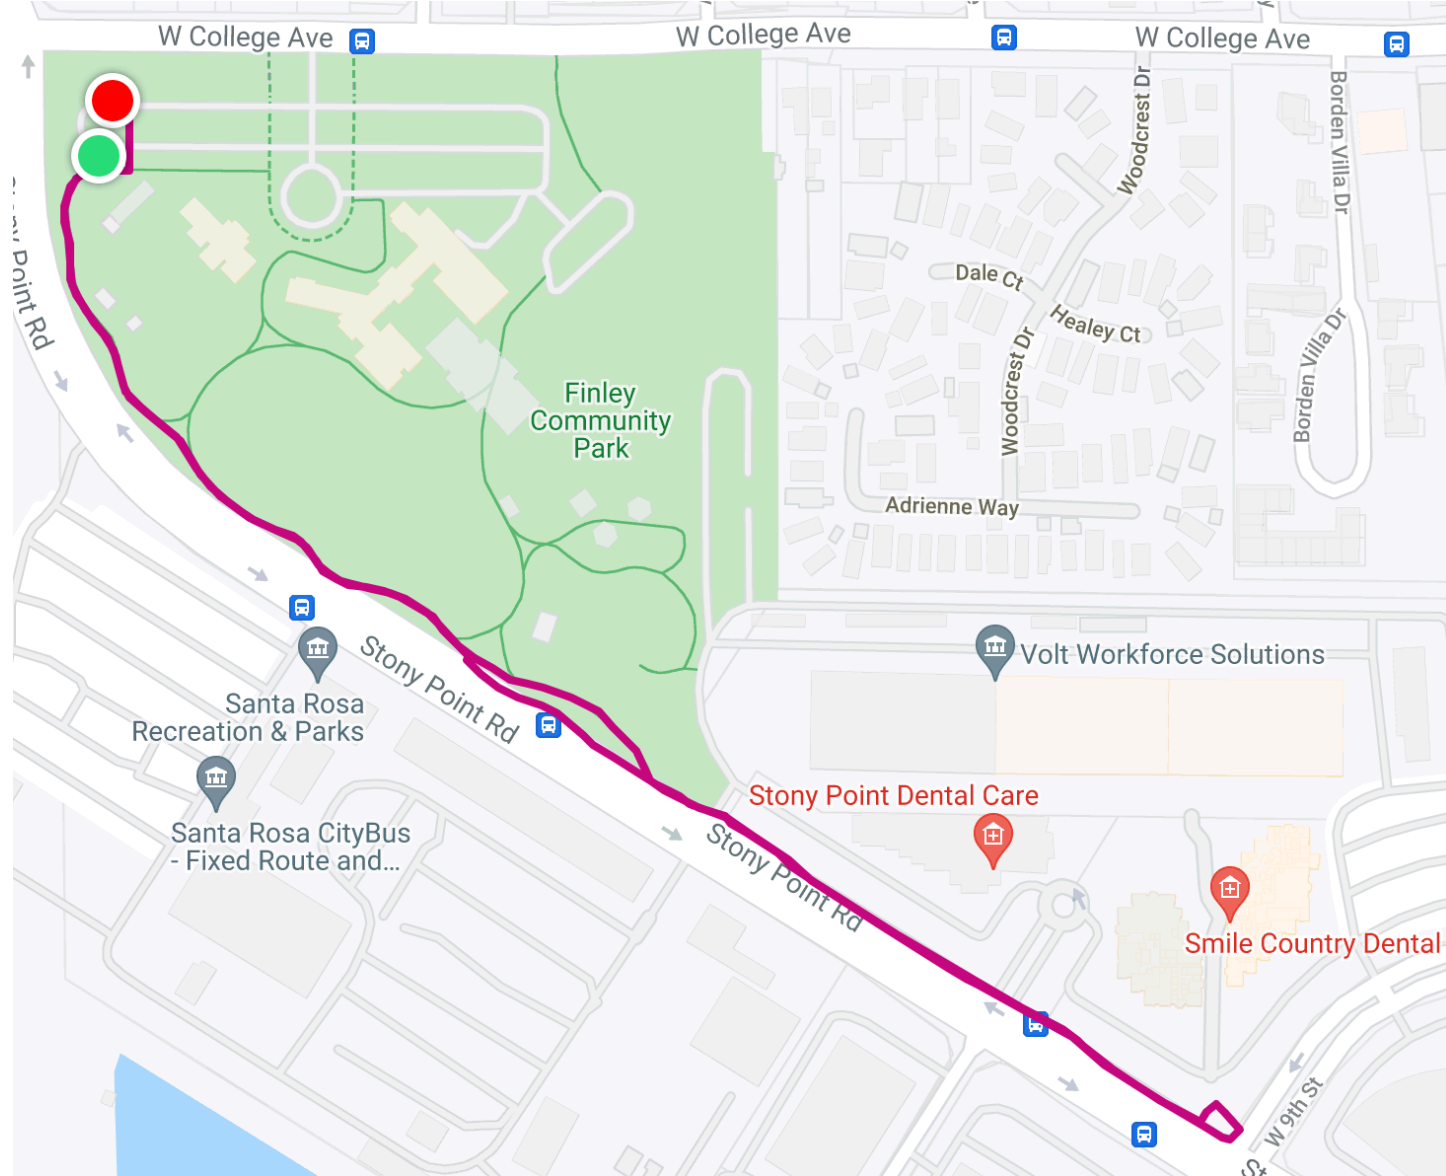 W College Ave
W College Ave
W College Ave
Woodcrest Dr
Borden Villa Dr
Point Rd
Dale Ct
Healey Ct
Woodcrest Dr
Borden Villa Dr
Finley
Community
Park
Adrienne Way
Stony Point Rd
Volt Workforce Solutions
Santa Rosa
Recreation & Parks
Stony Point Dental Care
Santa Rosa CityBus
- Fixed Route and...
Stony Point Rd
Smile Country Dental
W 9th St
St